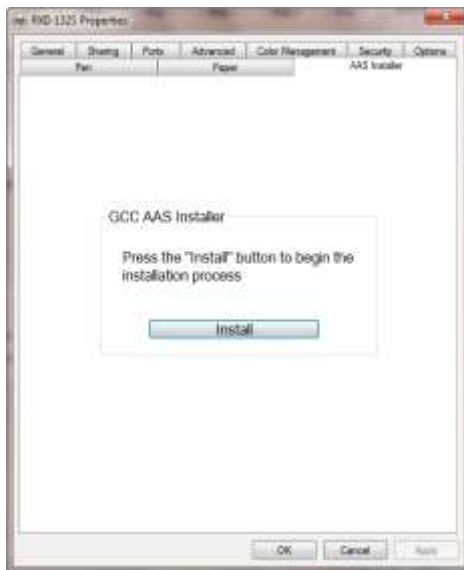 RXD-1325 Properties
General Sharing Ports Advanced Color Management Security Options
Pen Paper AAS Installer
GCC AAS Installer
Press the "Install" button to begin the
installation process
Install
OK Cancel Apply